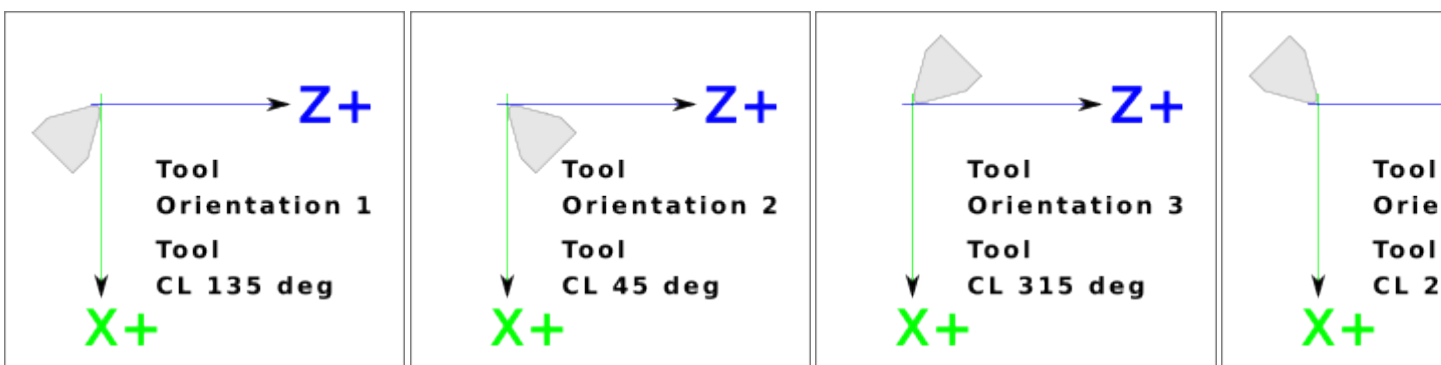 Z+
Tool
Orientation 1
Tool
CL 135 deg
X+
Z+
Tool
Orientation 2
Tool
CL 45 deg
X+
Z+
Tool
Orientation 3
Tool
CL 315 deg
X+
Tool
Tool
CL
X+